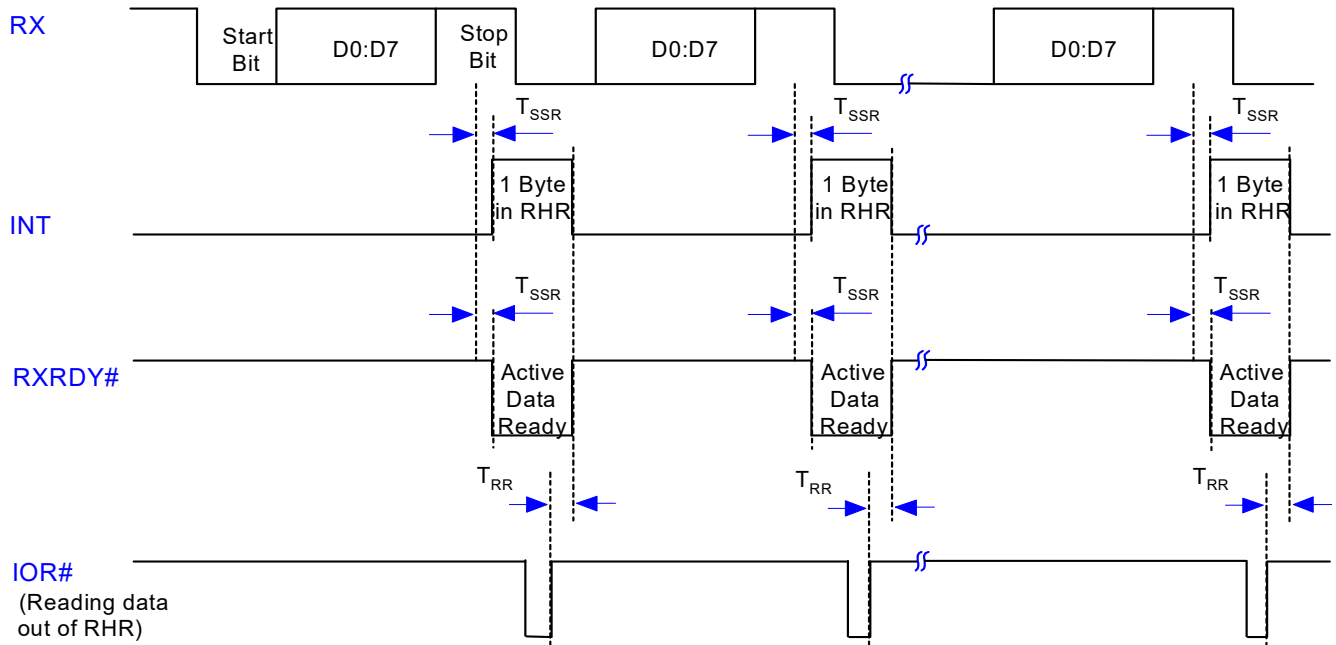 RX
Start
Bit
D0:D7
Stop
Bit
D0:D7
D0:D7
TSSR
TSSR
TSSR
INT
1 Byte
in RHR
1 Byte
in RHR
1 Byte
in RHR
TSSR
TSSR
TSSR
RXRDY#
Active
Data
Ready
Active
Data
Ready
Active
Data
Ready
TRR
TRR
TRR
IOR#
(Reading data
out of RHR)